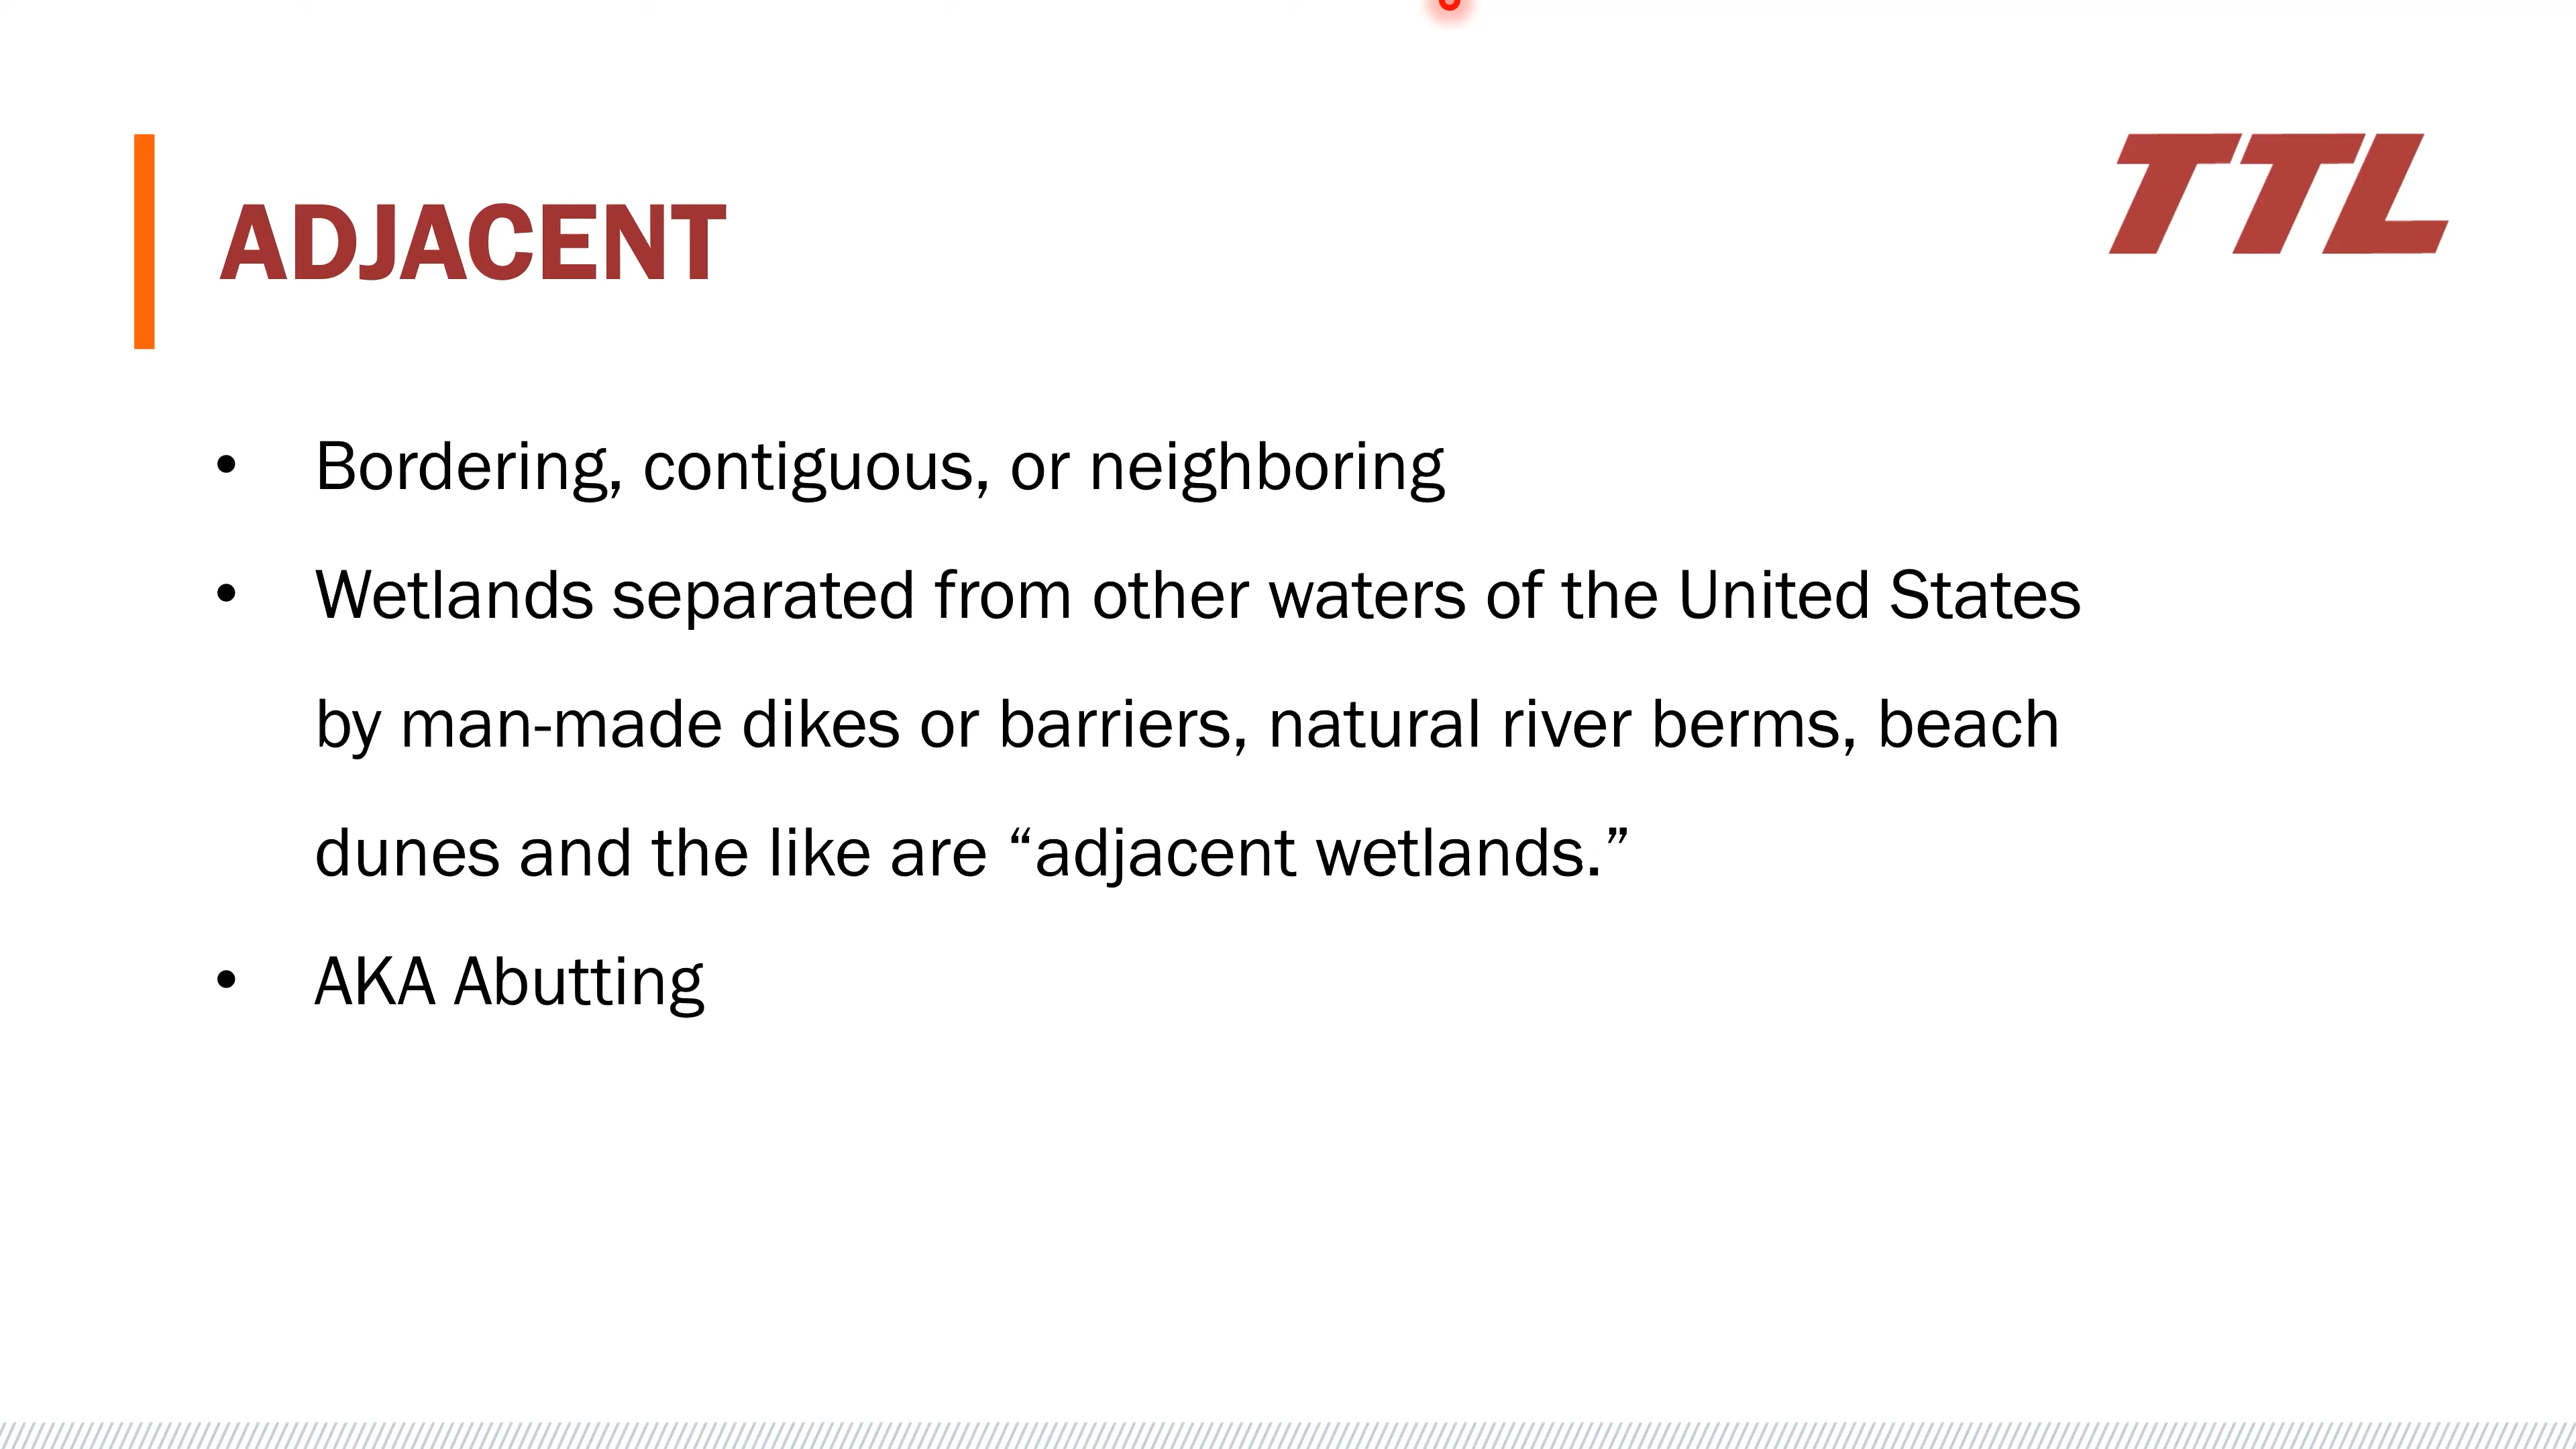 TTL
ADJACENT
• Bordering, contiguous, or neighboring
• Wetlands separated from other waters of the United States
by man-made dikes or barriers, natural river berms, beach
dunes and the like are “adjacent wetlands.”
• AKA Abutting